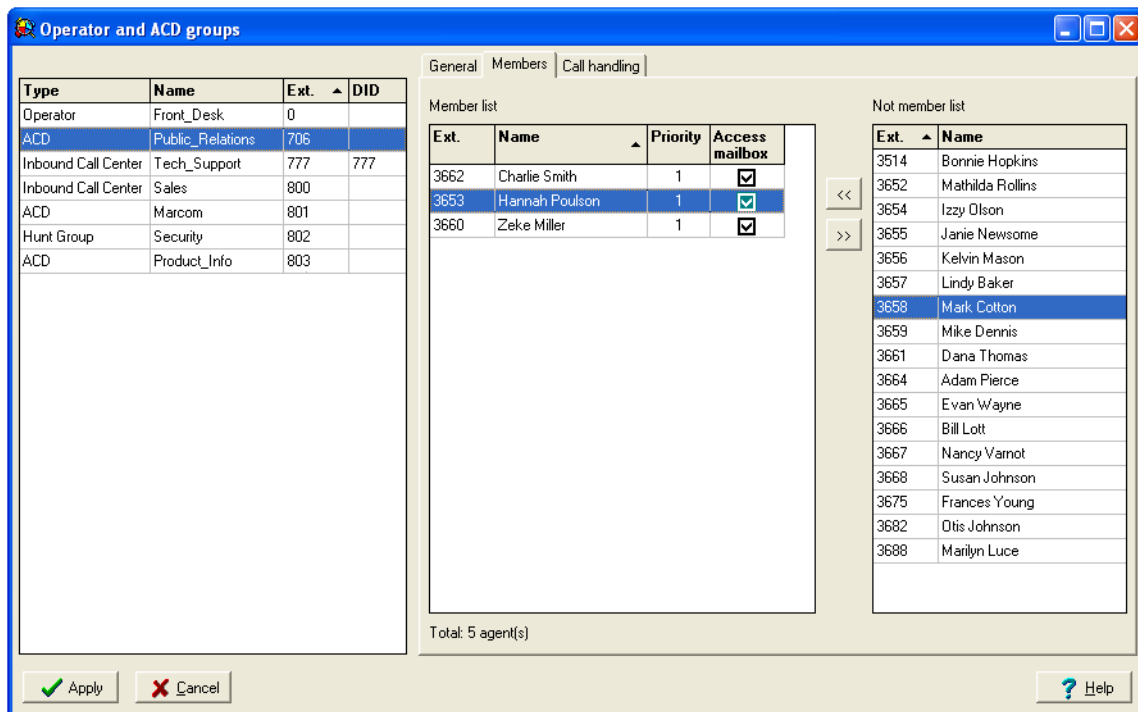 Operator and ACD groups
General Members Call handling
Type Name Ext. DID
Operator Front_Desk 0
ACD Public_Relations 706
Inbound Call Center Tech_Support 777 777
Inbound Call Center Sales 800
ACD Marcom 801
Hunt Group Security 802
ACD Product_Info 803
Member list
Ext. Name Priority Access mailbox
3662 Charlie Smith 1
3653 Hannah Poulson 1
3660 Zeke Miller 1
<<
>>
Total: 5 agent(s)
Not member list
Ext. Name
3514 Bonnie Hopkins
3652 Mathilda Rollins
3654 Izzy Olson
3655 Janie Newsome
3656 Kelvin Mason
3657 Lindy Baker
3658 Mark Cotton
3659 Mike Dennis
3661 Dana Thomas
3664 Adam Pierce
3665 Evan Wayne
3666 Bill Lott
3667 Nancy Varnot
3668 Susan Johnson
3675 Frances Young
3682 Otis Johnson
3688 Marilyn Luce
Apply Cancel ? Help